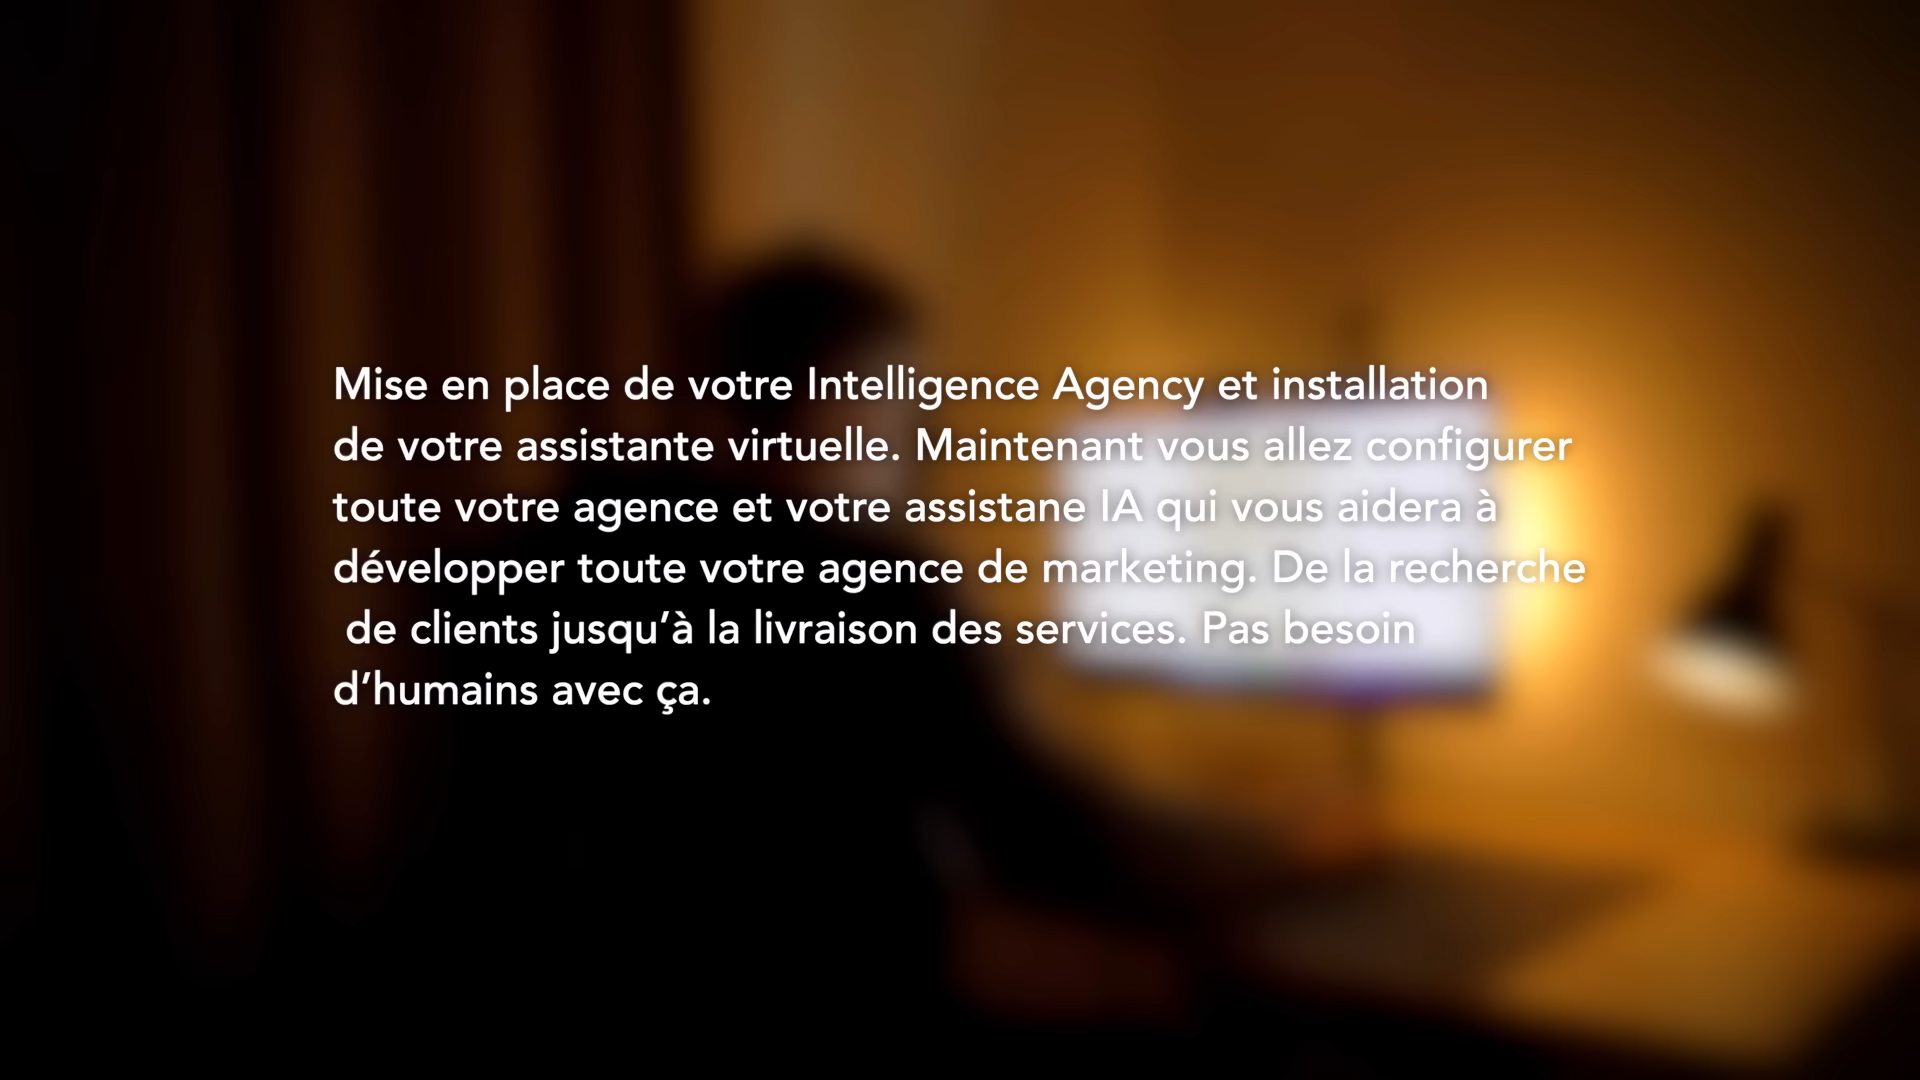 Mise en place de votre Intelligence Agency et installation
de votre assistante virtuelle. Maintenant vous allez configurer
toute votre agence et votre assistane IA qui vous aidera à
développer toute votre agence de marketing. De la recherche
de clients jusqu’à la livraison des services. Pas besoin
d’humains avec ça.